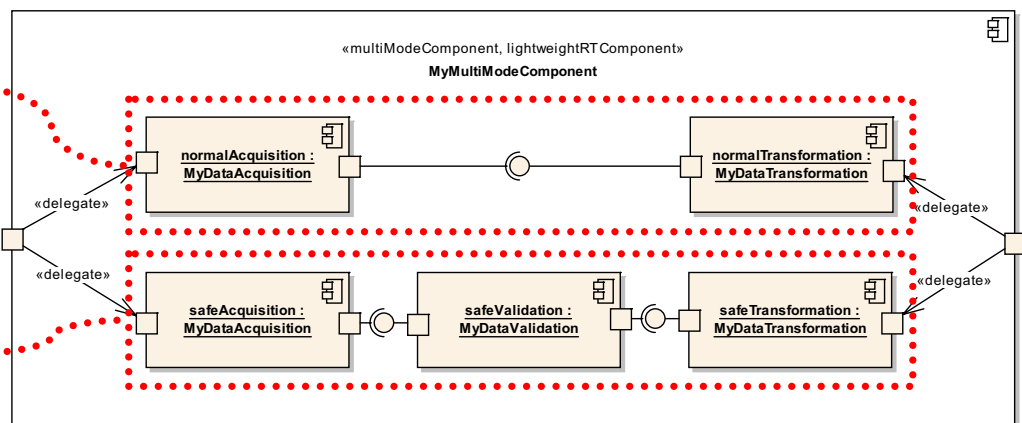 «multiModeComponent, lightweightRTComponent»
MyMultiModeComponent
normalAcquisition :
MyDataAcquisition
normalTransformation :
MyDataTransformation
«delegate»
«delegate»
«delegate»
«delegate»
safeAcquisition :
MyDataAcquisition
safeValidation :
MyDataValidation
safeTransformation :
MyDataTransformation